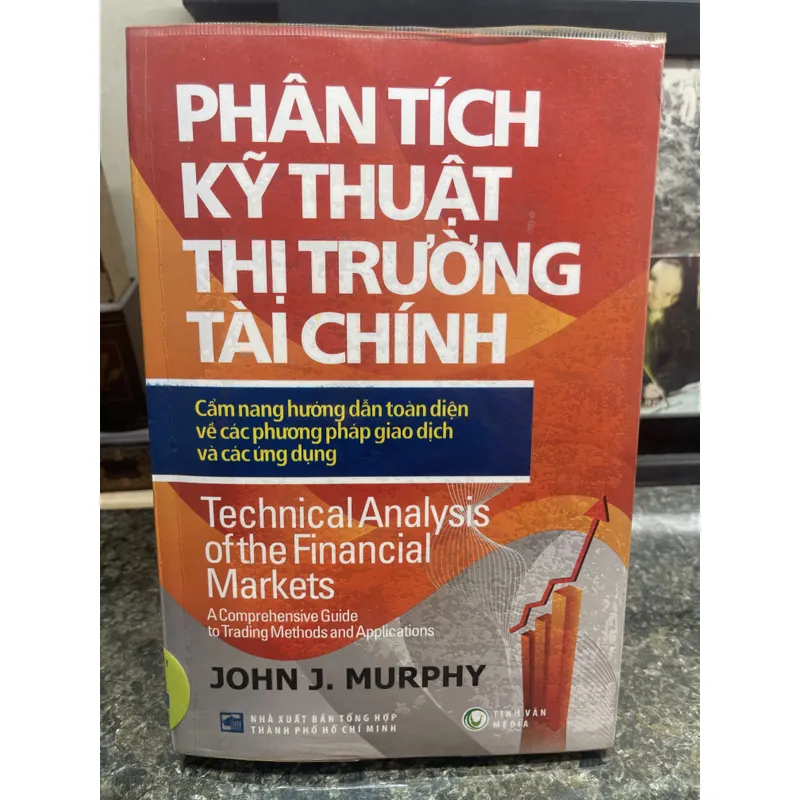 PHÂN TÍCH
KỸ THUẬT
THỊ TRƯỜNG
TÀI CHÍNH
Cẩm nang hướng dẫn toàn diện
về các phương pháp giao dịch
và các ứng dụng
Technical Analysis
of the Financial
Markets
A Comprehensive Guide
to Trading Methods and Applications
JOHN J. MURPHY
NHÀ XUẤT BẢN TỔNG HỢP
THÀNH PHỐ HỒ CHÍ MINH
TINH VĂN
MEDIA